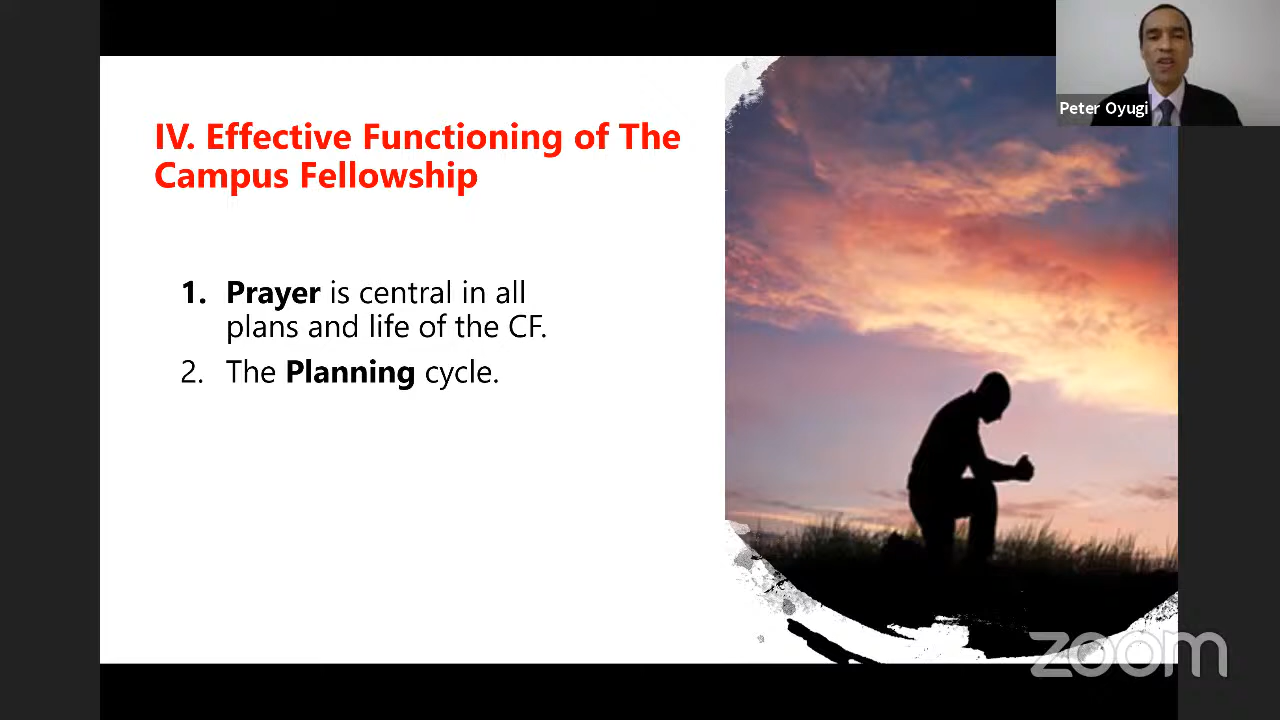 IV. Effective Functioning of The
Campus Fellowship
1. Prayer is central in all
plans and life of the CF.
2. The Planning cycle.
Peter Oyugi
zoom